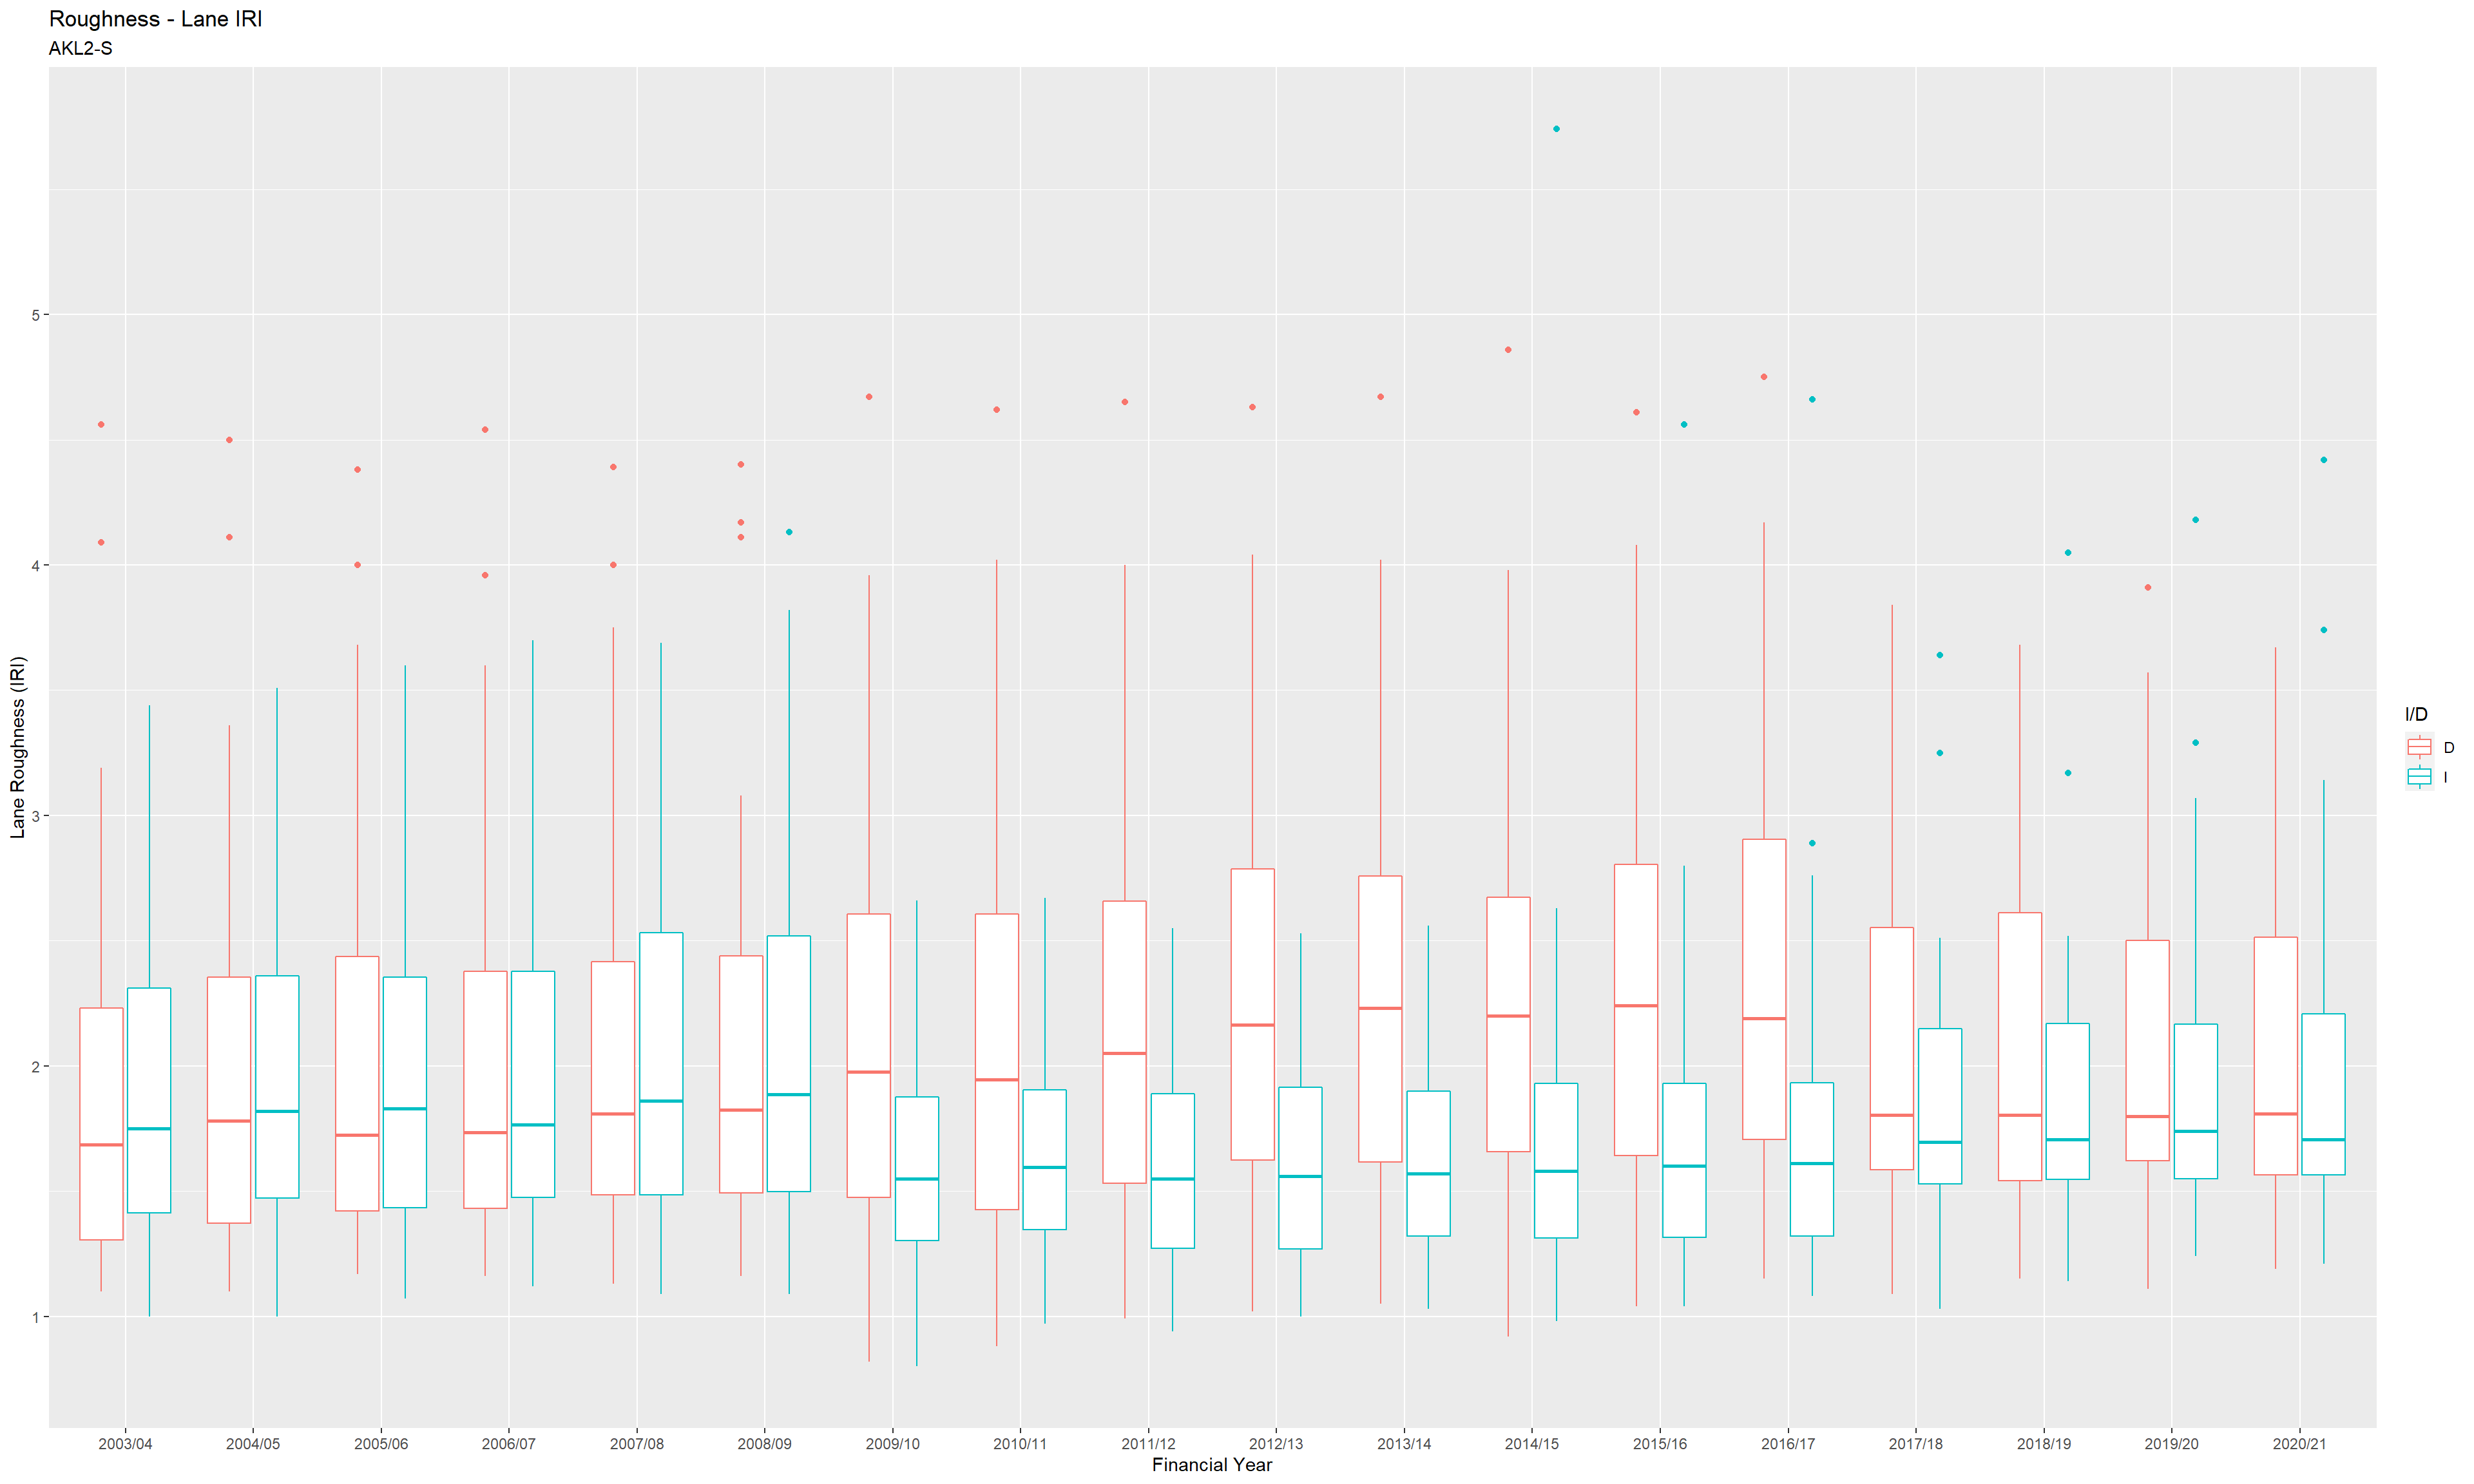 Roughness - Lane IRI
AKL2-S
Lane Roughness (IRI)
5
4
3
2
1
2003/04 2004/05 2005/06 2006/07 2007/08 2008/09 2009/10 2010/11 2011/12 2012/13 2013/14 2014/15 2015/16 2016/17 2017/18 2018/19 2019/20 2020/21
Financial Year
I/D
D
I